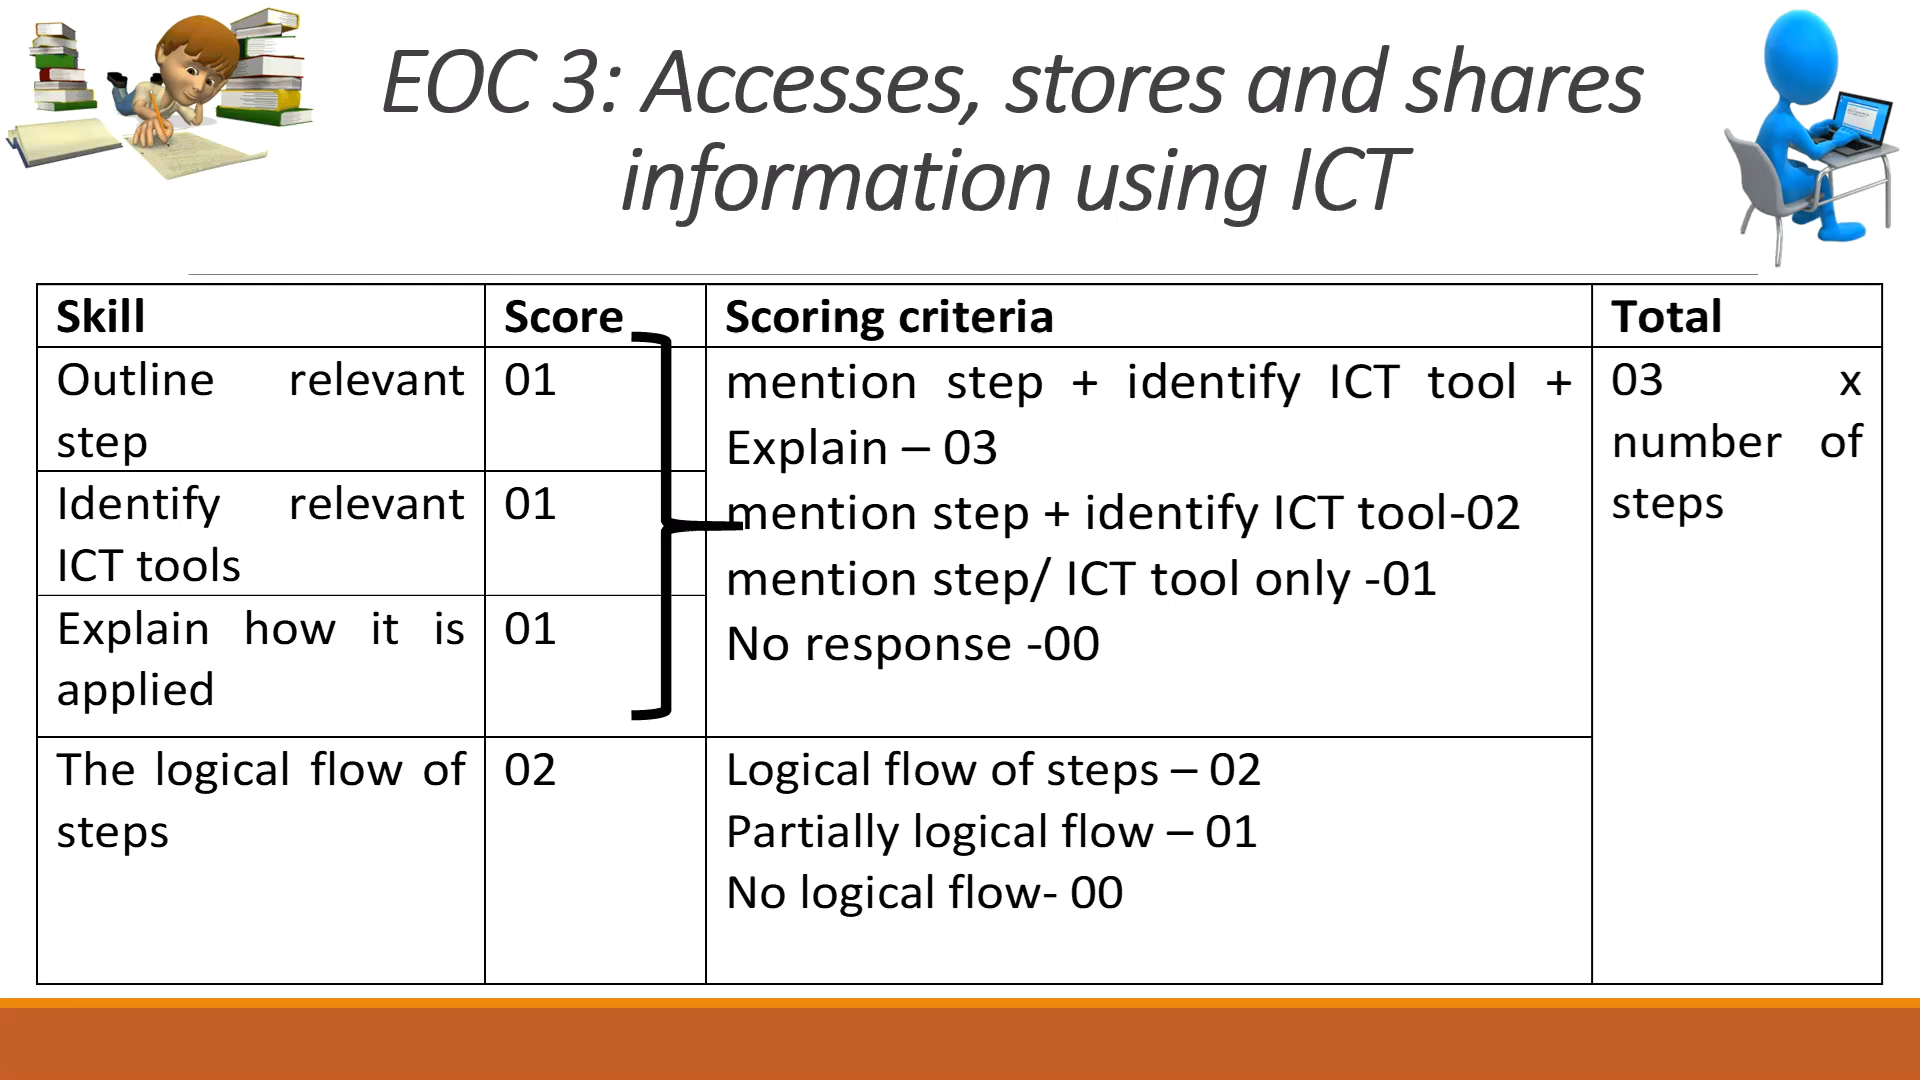 EOC 3: Accesses, stores and shares
information using ICT
Skill Score Scoring criteria Total
Outline relevant
step
01
mention step + identify ICT tool +
Explain – 03
mention step + identify ICT tool-02
mention step/ ICT tool only -01
No response -00
03 x
number of
steps
Identify relevant
ICT tools
01
Explain how it is
applied
01
The logical flow of
steps
02
Logical flow of steps – 02
Partially logical flow – 01
No logical flow- 00